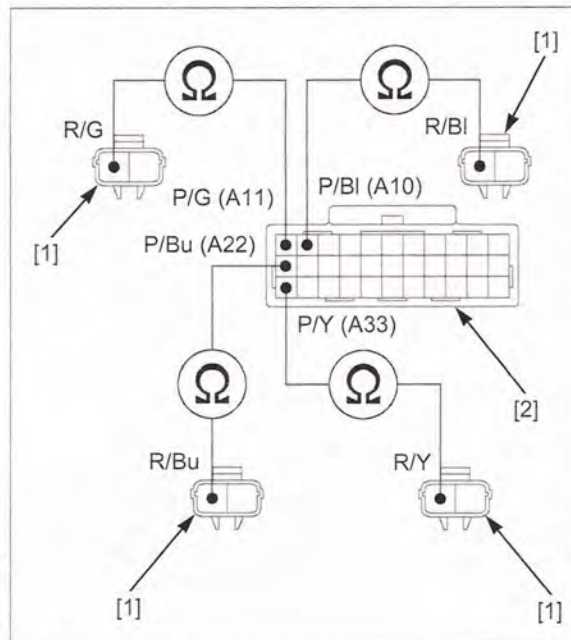 [1]
Ω
Ω
R/G
R/Bl
P/G (A11)
P/Bl (A10)
[1]
P/Bu (A22)
P/Y (A33)
[2]
Ω
Ω
R/Bu
R/Y
[1]
[1]